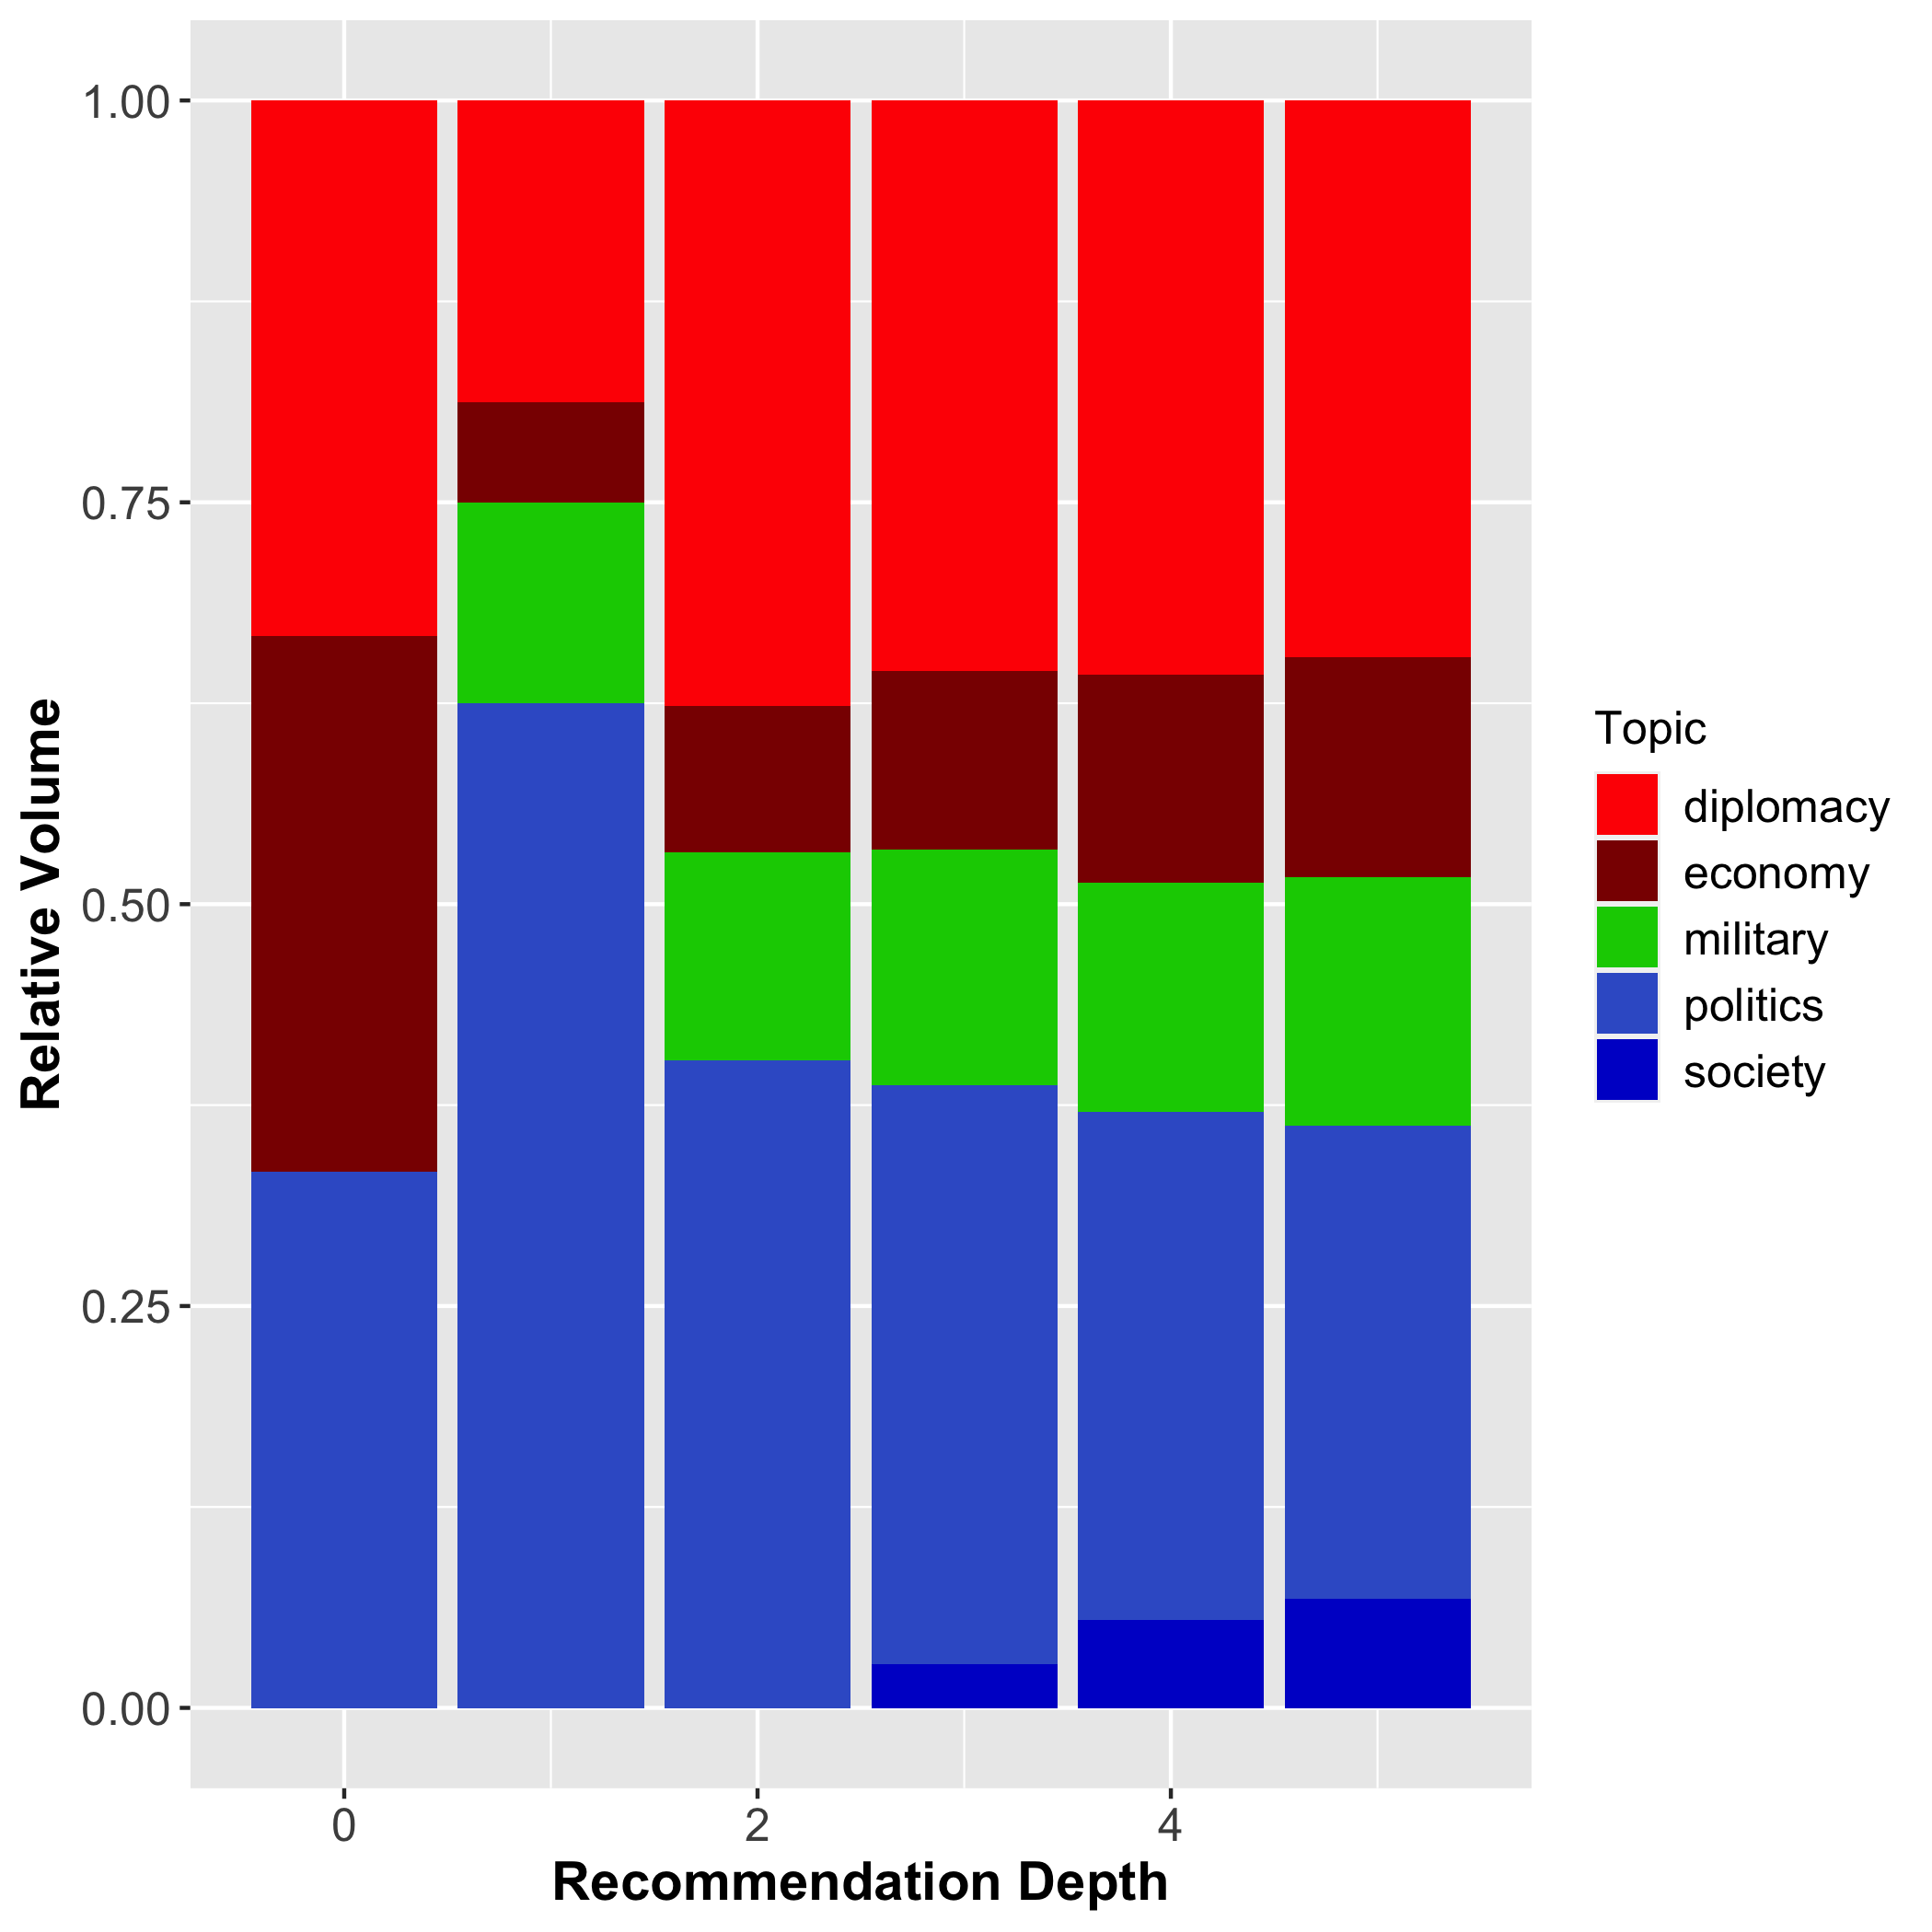 Relative Volume
1.00
0.75
0.50
0.25
0.00
0 2 4
Recommendation Depth
Topic
diplomacy
economy
military
politics
society